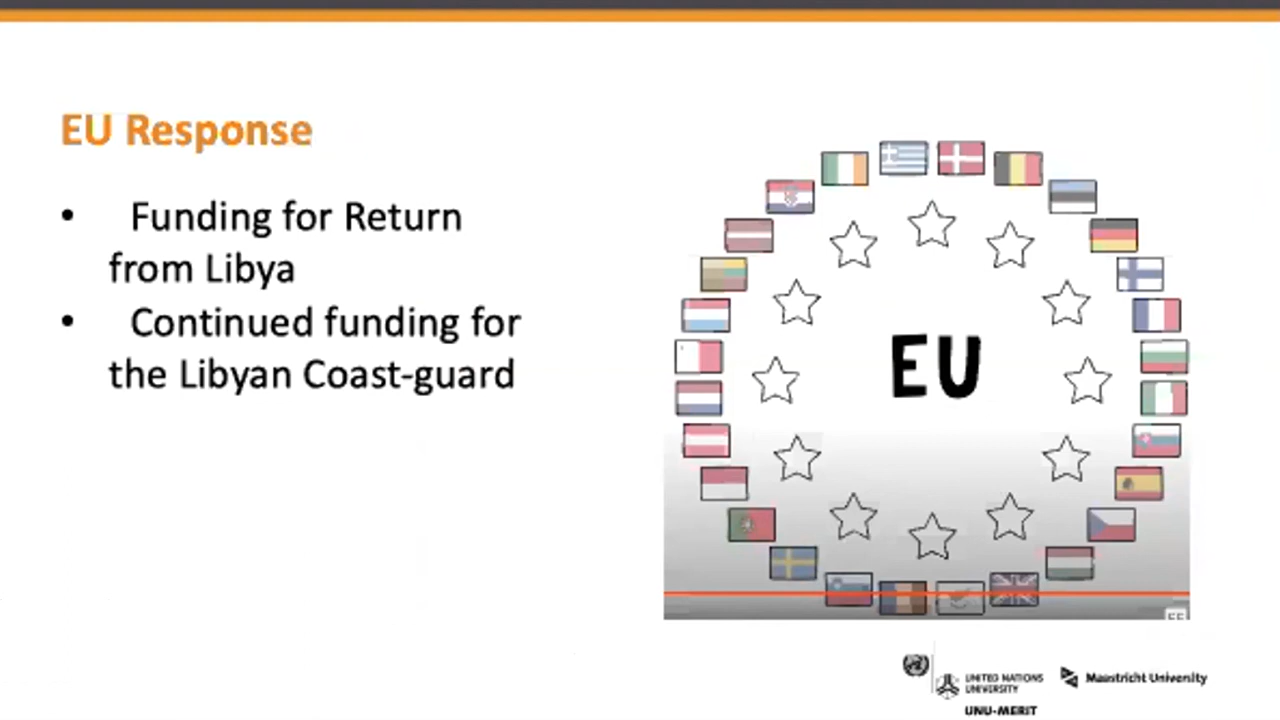 EU Response
• Funding for Return
from Libya
• Continued funding for
the Libyan Coast-guard
EU
UNITED NATIONS
UNIVERSITY
UNU-MERIT
Maastricht University